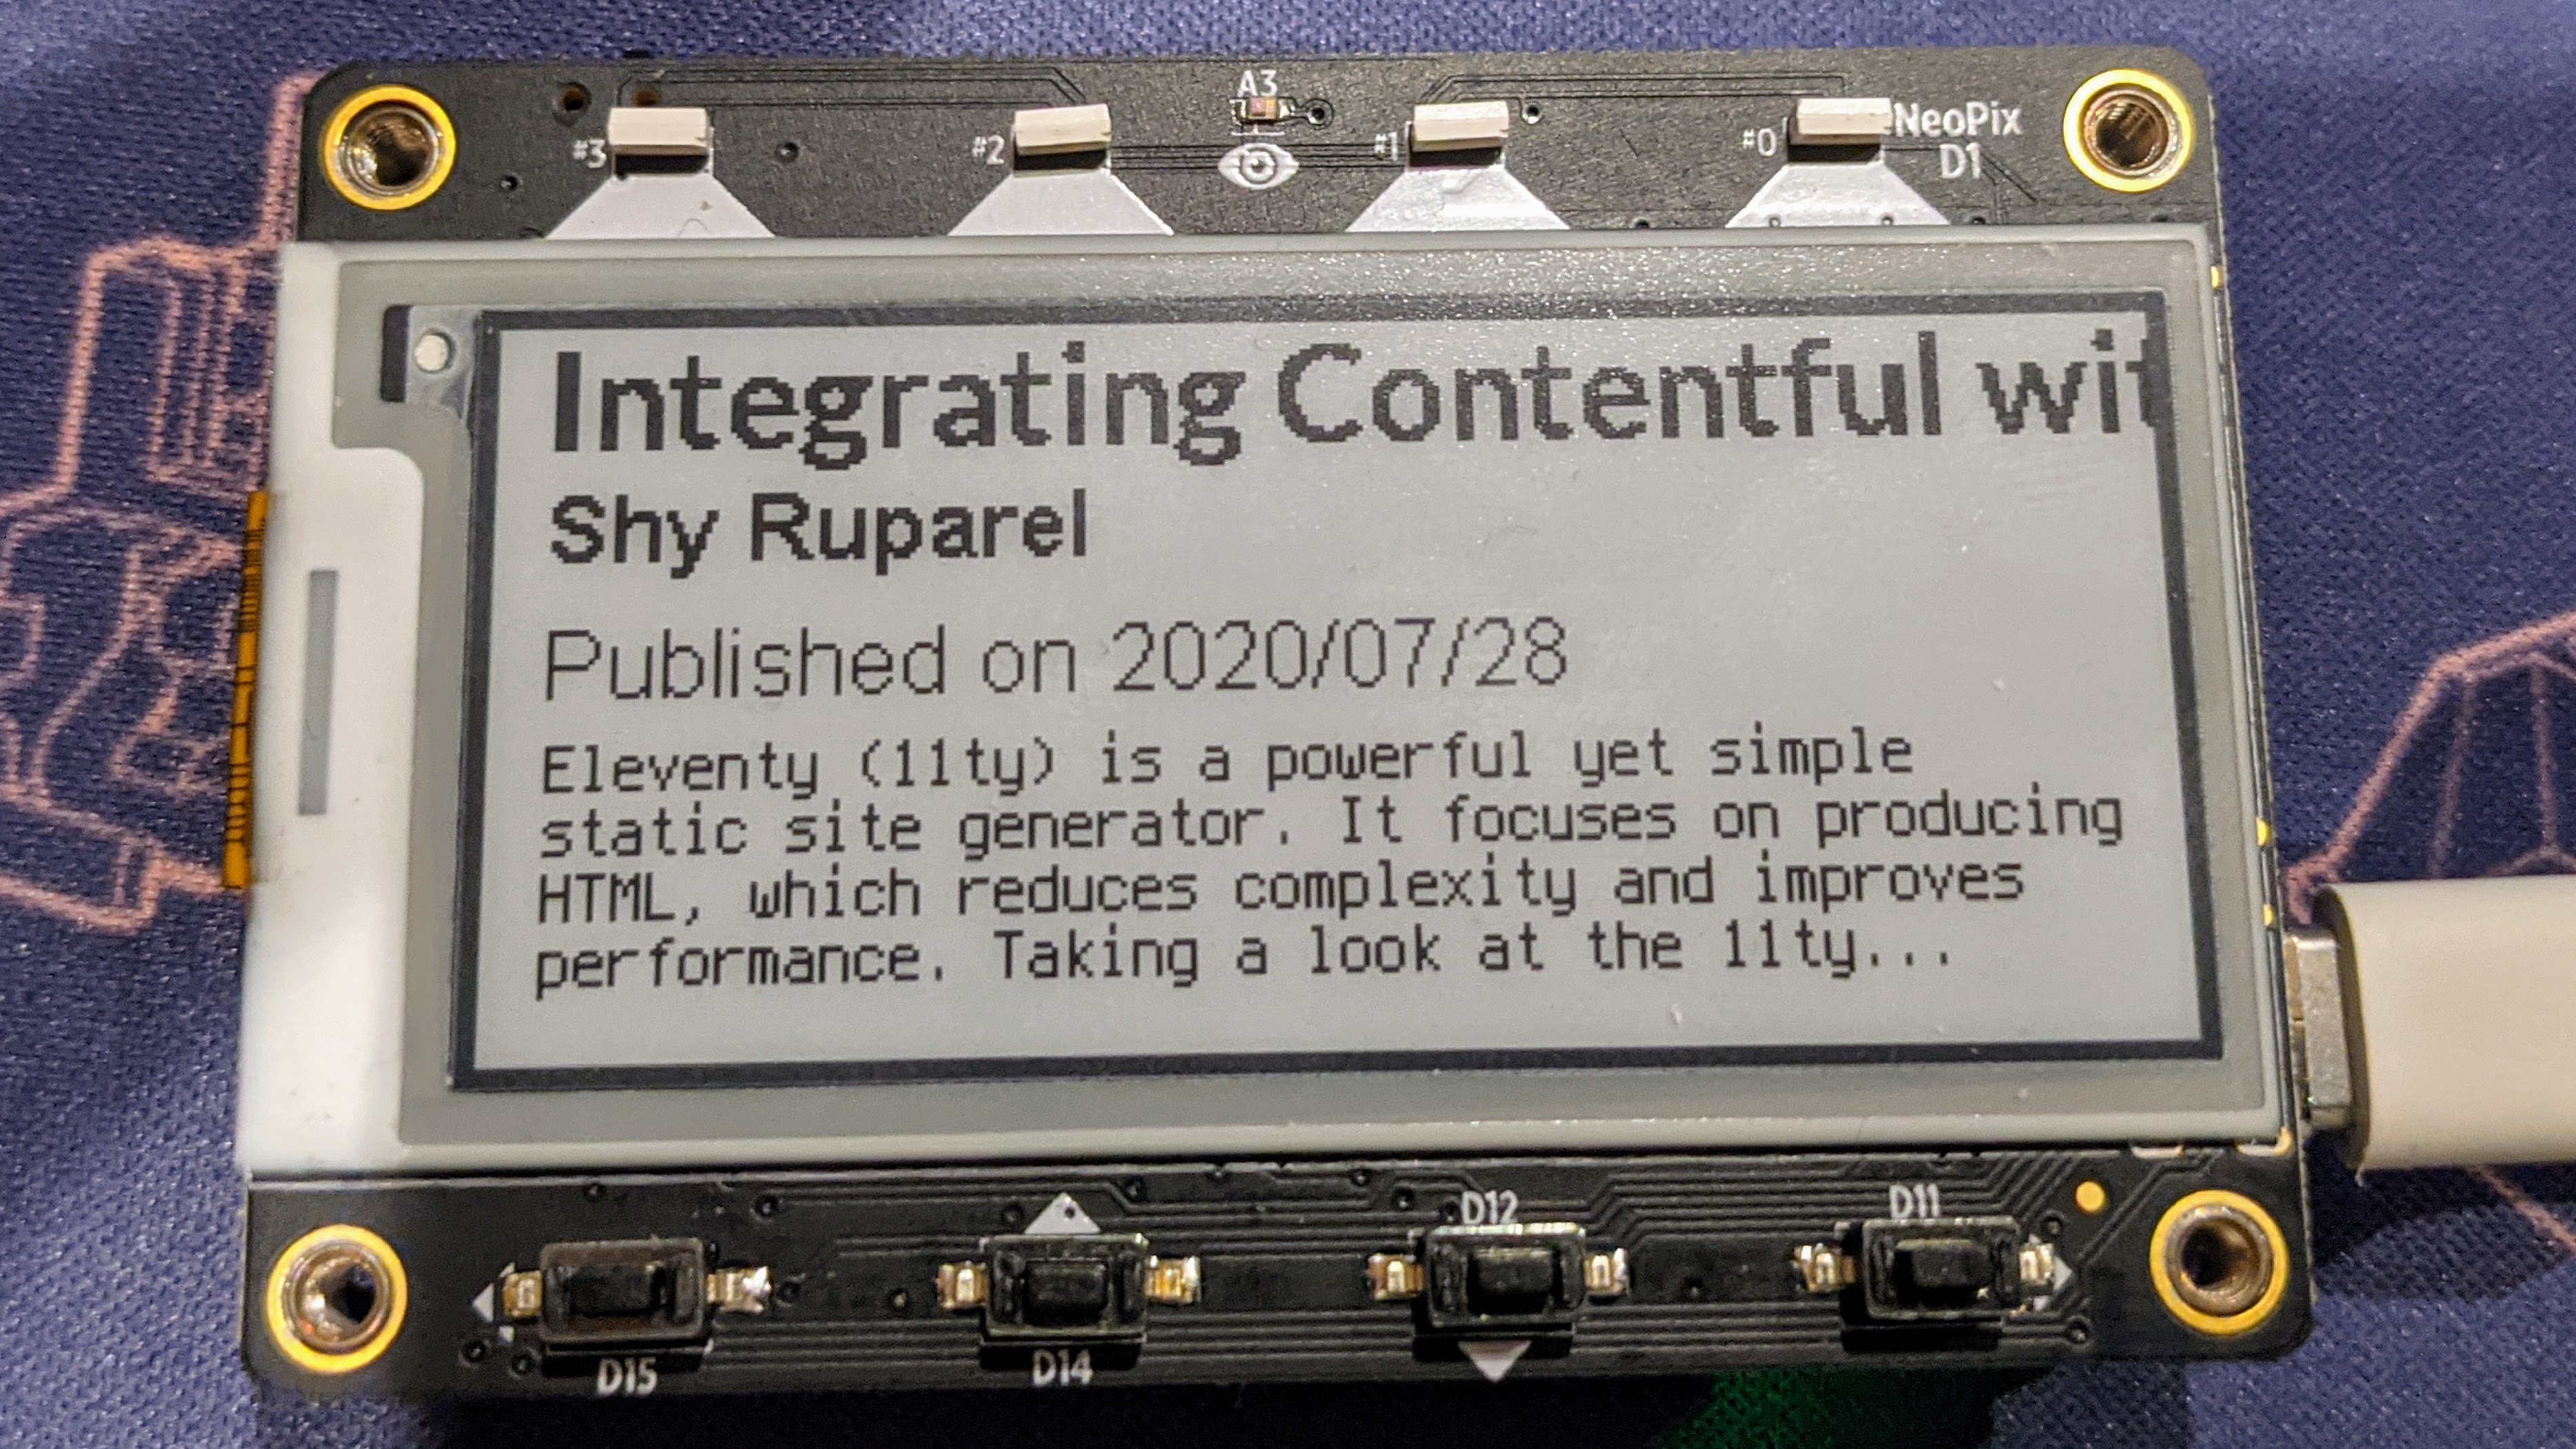 A3
#3
#2
#1
#0
NeoPix
D1
Integrating Contentful wit
Shy Ruparel
Published on 2020/07/28
Eleventy (11ty) is a powerful yet simple
static site generator. It focuses on producing
HTML, which reduces complexity and improves
performance. Taking a look at the 11ty...
D15
D14
D12
D11